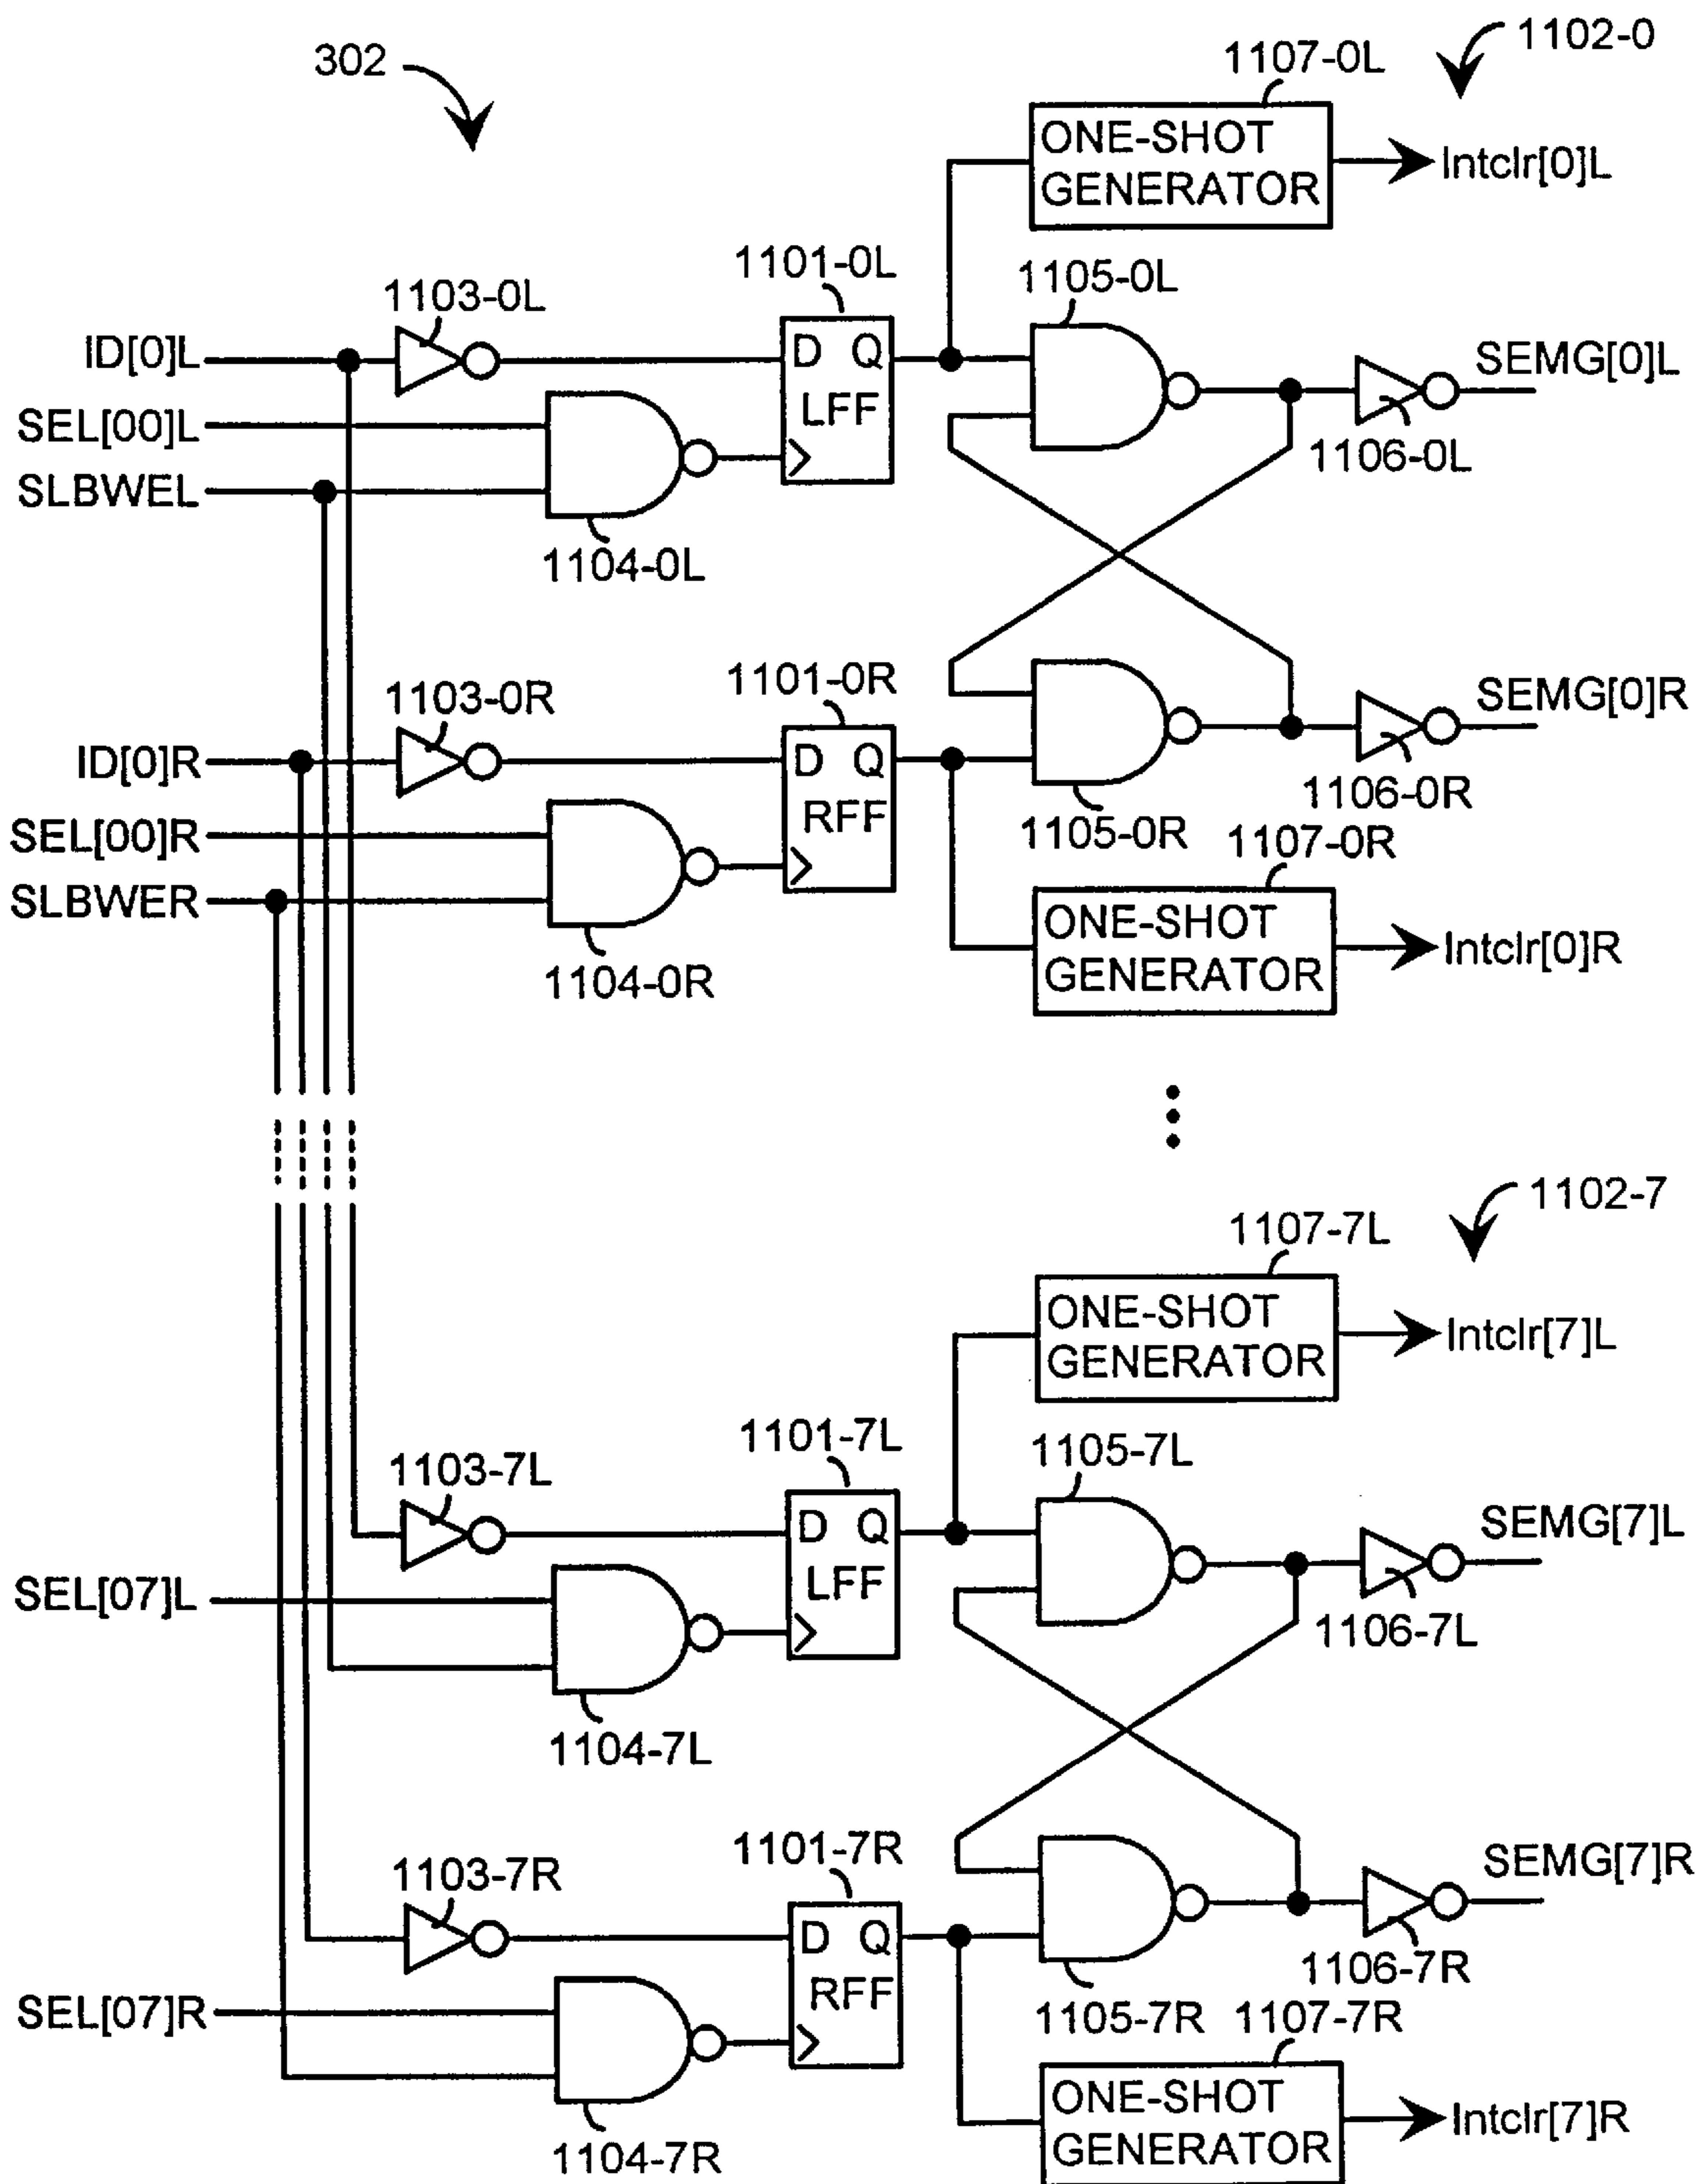 302
1102-0
1107-0L
ONE-SHOT
GENERATOR
Intclr[0]L
1101-0L
1105-0L
1103-0L
ID[0]L
D Q
LFF
SEMG[0]L
SEL[00]L
1106-0L
SLBWEL
1104-0L
1103-0R
1101-0R
SEMG[0]R
ID[0]R
D Q
RFF
1106-0R
SEL[00]R
1105-0R
1107-0R
SLBWER
ONE-SHOT
GENERATOR
Intclr[0]R
1104-0R
1102-7
1107-7L
ONE-SHOT
GENERATOR
Intclr[7]L
1101-7L
1105-7L
1103-7L
D Q
LFF
SEMG[7]L
SEL[07]L
1106-7L
1104-7L
1101-7R
1103-7R
SEMG[7]R
D Q
RFF
1106-7R
SEL[07]R
1105-7R
1107-7R
ONE-SHOT
GENERATOR
Intclr[7]R
1104-7R